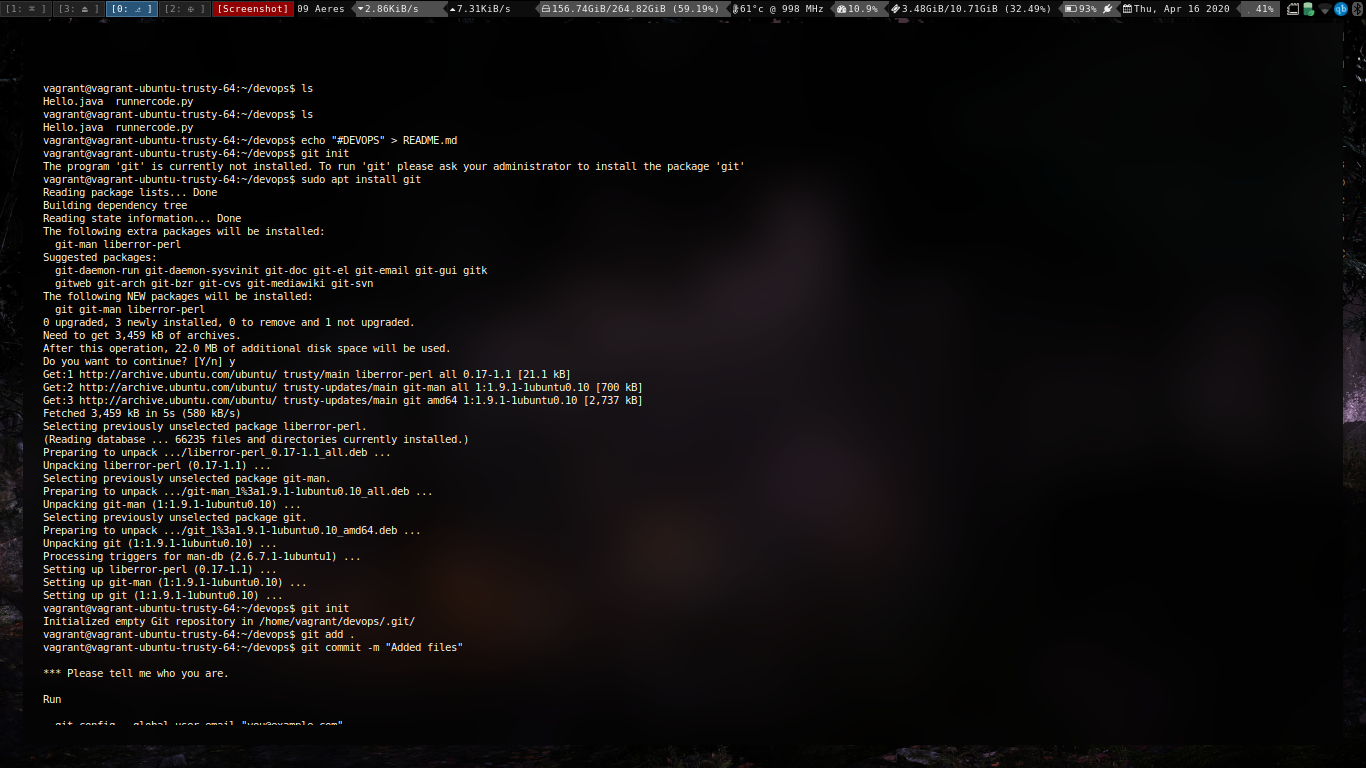 [1: ] [3: ] [0: ] [2: ] [Screenshot] 09 Aeres 2.86KiB/s 7.31KiB/s 156.74GiB/264.82GiB (59.19%) 61°c @ 998 MHz 10.9% 3.48GiB/10.71GiB (32.49%) 93% Thu, Apr 16 2020 41% qb
vagrant@vagrant-ubuntu-trusty-64:~/devops$ ls
Hello.java  runnercode.py
vagrant@vagrant-ubuntu-trusty-64:~/devops$ ls
Hello.java  runnercode.py
vagrant@vagrant-ubuntu-trusty-64:~/devops$ echo "#DEVOPS" > README.md
vagrant@vagrant-ubuntu-trusty-64:~/devops$ git init
The program 'git' is currently not installed. To run 'git' please ask your administrator to install the package 'git'
vagrant@vagrant-ubuntu-trusty-64:~/devops$ sudo apt install git
Reading package lists... Done
Building dependency tree
Reading state information... Done
The following extra packages will be installed:
  git-man liberror-perl
Suggested packages:
  git-daemon-run git-daemon-sysvinit git-doc git-el git-email git-gui gitk
  gitweb git-arch git-bzr git-cvs git-mediawiki git-svn
The following NEW packages will be installed:
  git git-man liberror-perl
0 upgraded, 3 newly installed, 0 to remove and 1 not upgraded.
Need to get 3,459 kB of archives.
After this operation, 22.0 MB of additional disk space will be used.
Do you want to continue? [Y/n] y
Get:1 http://archive.ubuntu.com/ubuntu/ trusty/main liberror-perl all 0.17-1.1 [21.1 kB]
Get:2 http://archive.ubuntu.com/ubuntu/ trusty-updates/main git-man all 1:1.9.1-1ubuntu0.10 [700 kB]
Get:3 http://archive.ubuntu.com/ubuntu/ trusty-updates/main git amd64 1:1.9.1-1ubuntu0.10 [2,737 kB]
Fetched 3,459 kB in 5s (580 kB/s)
Selecting previously unselected package liberror-perl.
(Reading database ... 66235 files and directories currently installed.)
Preparing to unpack .../liberror-perl_0.17-1.1_all.deb ...
Unpacking liberror-perl (0.17-1.1) ...
Selecting previously unselected package git-man.
Preparing to unpack .../git-man_1%3a1.9.1-1ubuntu0.10_all.deb ...
Unpacking git-man (1:1.9.1-1ubuntu0.10) ...
Selecting previously unselected package git.
Preparing to unpack .../git_1%3a1.9.1-1ubuntu0.10_amd64.deb ...
Unpacking git (1:1.9.1-1ubuntu0.10) ...
Processing triggers for man-db (2.6.7.1-1ubuntu1) ...
Setting up liberror-perl (0.17-1.1) ...
Setting up git-man (1:1.9.1-1ubuntu0.10) ...
Setting up git (1:1.9.1-1ubuntu0.10) ...
vagrant@vagrant-ubuntu-trusty-64:~/devops$ git init
Initialized empty Git repository in /home/vagrant/devops/.git/
vagrant@vagrant-ubuntu-trusty-64:~/devops$ git add .
vagrant@vagrant-ubuntu-trusty-64:~/devops$ git commit -m "Added files"
*** Please tell me who you are.
Run
  git config --global user.email "you@example.com"